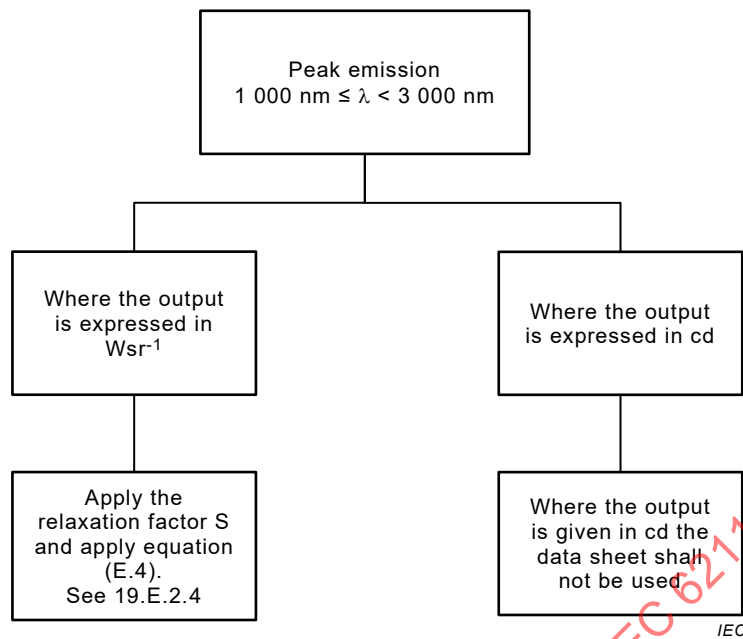 Peak emission
1 000 nm ≤ λ < 3 000 nm
Where the output
is expressed in
Wsr-1
Where the output
is expressed in cd
Apply the
relaxation factor S
and apply equation
(E.4).
See 19.E.2.4
Where the output
is given in cd the
data sheet shall
not be used
IEC 6211
IEC